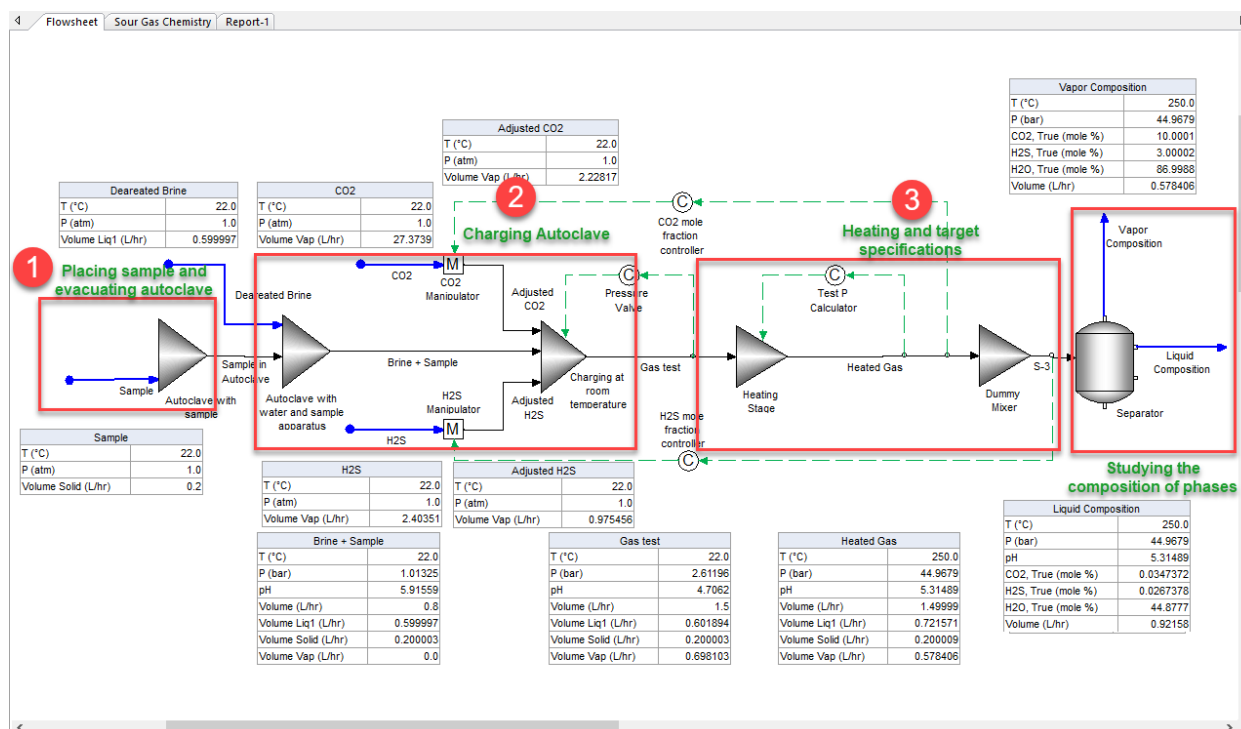 Flowsheet
Sour Gas Chemistry
Report-1
Vapor Composition
T (°C) 250.0
P (bar) 44.9679
CO2, True (mole %) 10.0001
H2S, True (mole %) 3.00002
H2O, True (mole %) 86.9988
Volume (L/hr) 0.578406
Adjusted CO2
T (°C) 22.0
P (atm) 1.0
Volume Vap (L/hr) 2.22817
Deareated Brine
T (°C) 22.0
P (atm) 1.0
Volume Liq1 (L/hr) 0.599997
CO2
T (°C) 22.0
P (atm) 1.0
Volume Vap (L/hr) 27.3739
2
Charging Autoclave
C
CO2 mole
fraction
controller
3
Heating and target
specifications
1
Placing sample and
evacuating autoclave
CO2
M
CO2
Manipulator
Deareated Brine
Adjusted
CO2
C
Pressure
Valve
C
Test P
Calculator
Vapor
Composition
Sample
Sample in
Autoclave
Autoclave with
sample
Brine + Sample
Autoclave with
water and sample
apparatus
H2S
Manipulator
M
H2S
Adjusted
H2S
Charging at
room
temperature
Gas test
Heating
Stage
Heated Gas
Dummy
Mixer
S-3
Liquid
Composition
Separator
H2S mole
fraction
controller
C
Studying the
composition of phases
Sample
T (°C) 22.0
P (atm) 1.0
Volume Solid (L/hr) 0.2
H2S
T (°C) 22.0
P (atm) 1.0
Volume Vap (L/hr) 2.40351
Adjusted H2S
T (°C) 22.0
P (atm) 1.0
Volume Vap (L/hr) 0.975456
Brine + Sample
T (°C) 22.0
P (bar) 1.01325
pH 5.91559
Volume (L/hr) 0.8
Volume Liq1 (L/hr) 0.599997
Volume Solid (L/hr) 0.200003
Volume Vap (L/hr) 0.0
Gas test
T (°C) 22.0
P (bar) 2.61196
pH 4.7062
Volume (L/hr) 1.5
Volume Liq1 (L/hr) 0.601894
Volume Solid (L/hr) 0.200003
Volume Vap (L/hr) 0.698103
Heated Gas
T (°C) 250.0
P (bar) 44.9679
pH 5.31489
Volume (L/hr) 1.49999
Volume Liq1 (L/hr) 0.721571
Volume Solid (L/hr) 0.200009
Volume Vap (L/hr) 0.578406
Liquid Composition
T (°C) 250.0
P (bar) 44.9679
pH 5.31489
CO2, True (mole %) 0.0347372
H2S, True (mole %) 0.0267378
H2O, True (mole %) 44.8777
Volume (L/hr) 0.92158